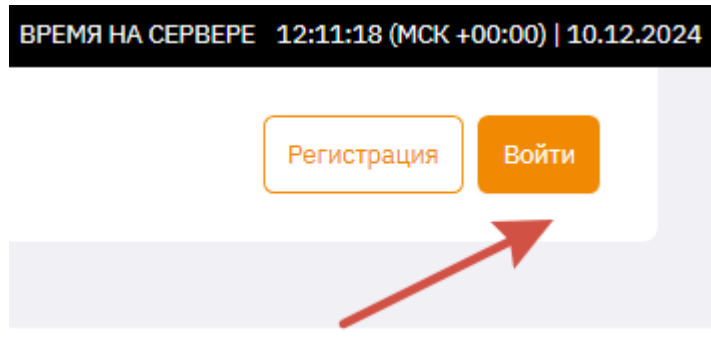 ВРЕМЯ НА СЕРВЕРЕ 12:11:18 (МСК +00:00) | 10.12.2024
Регистрация Войти